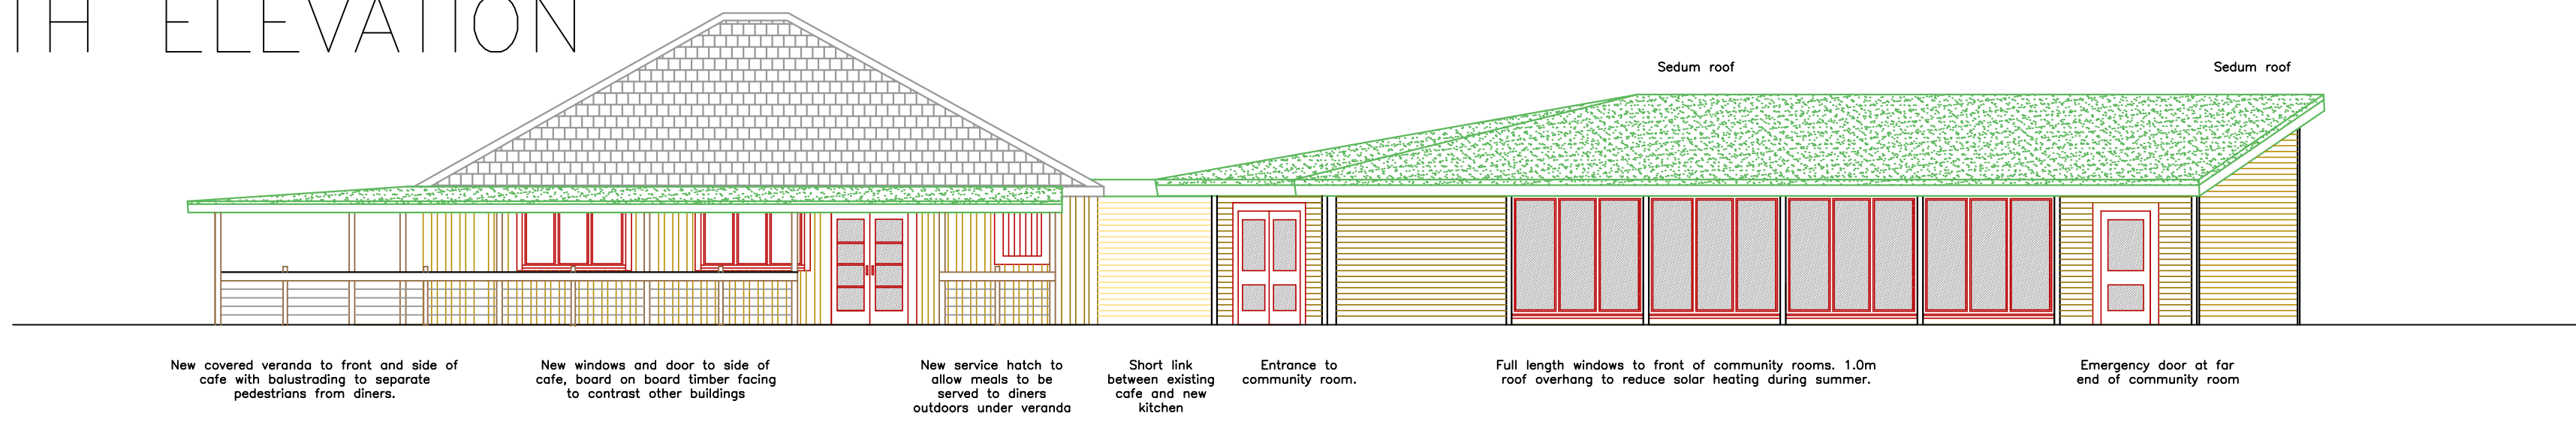 TH ELEVATION
Sedum roof
Sedum roof
New covered veranda to front and side of
cafe with balustrading to separate
pedestrians from diners.
New windows and door to side of
cafe, board on board timber facing
to contrast other buildings
New service hatch to
allow meals to be
served to diners
outdoors under veranda
Short link
between existing
cafe and new
kitchen
Entrance to
community room.
Full length windows to front of community rooms. 1.0m
roof overhang to reduce solar heating during summer.
Emergency door at far
end of community room